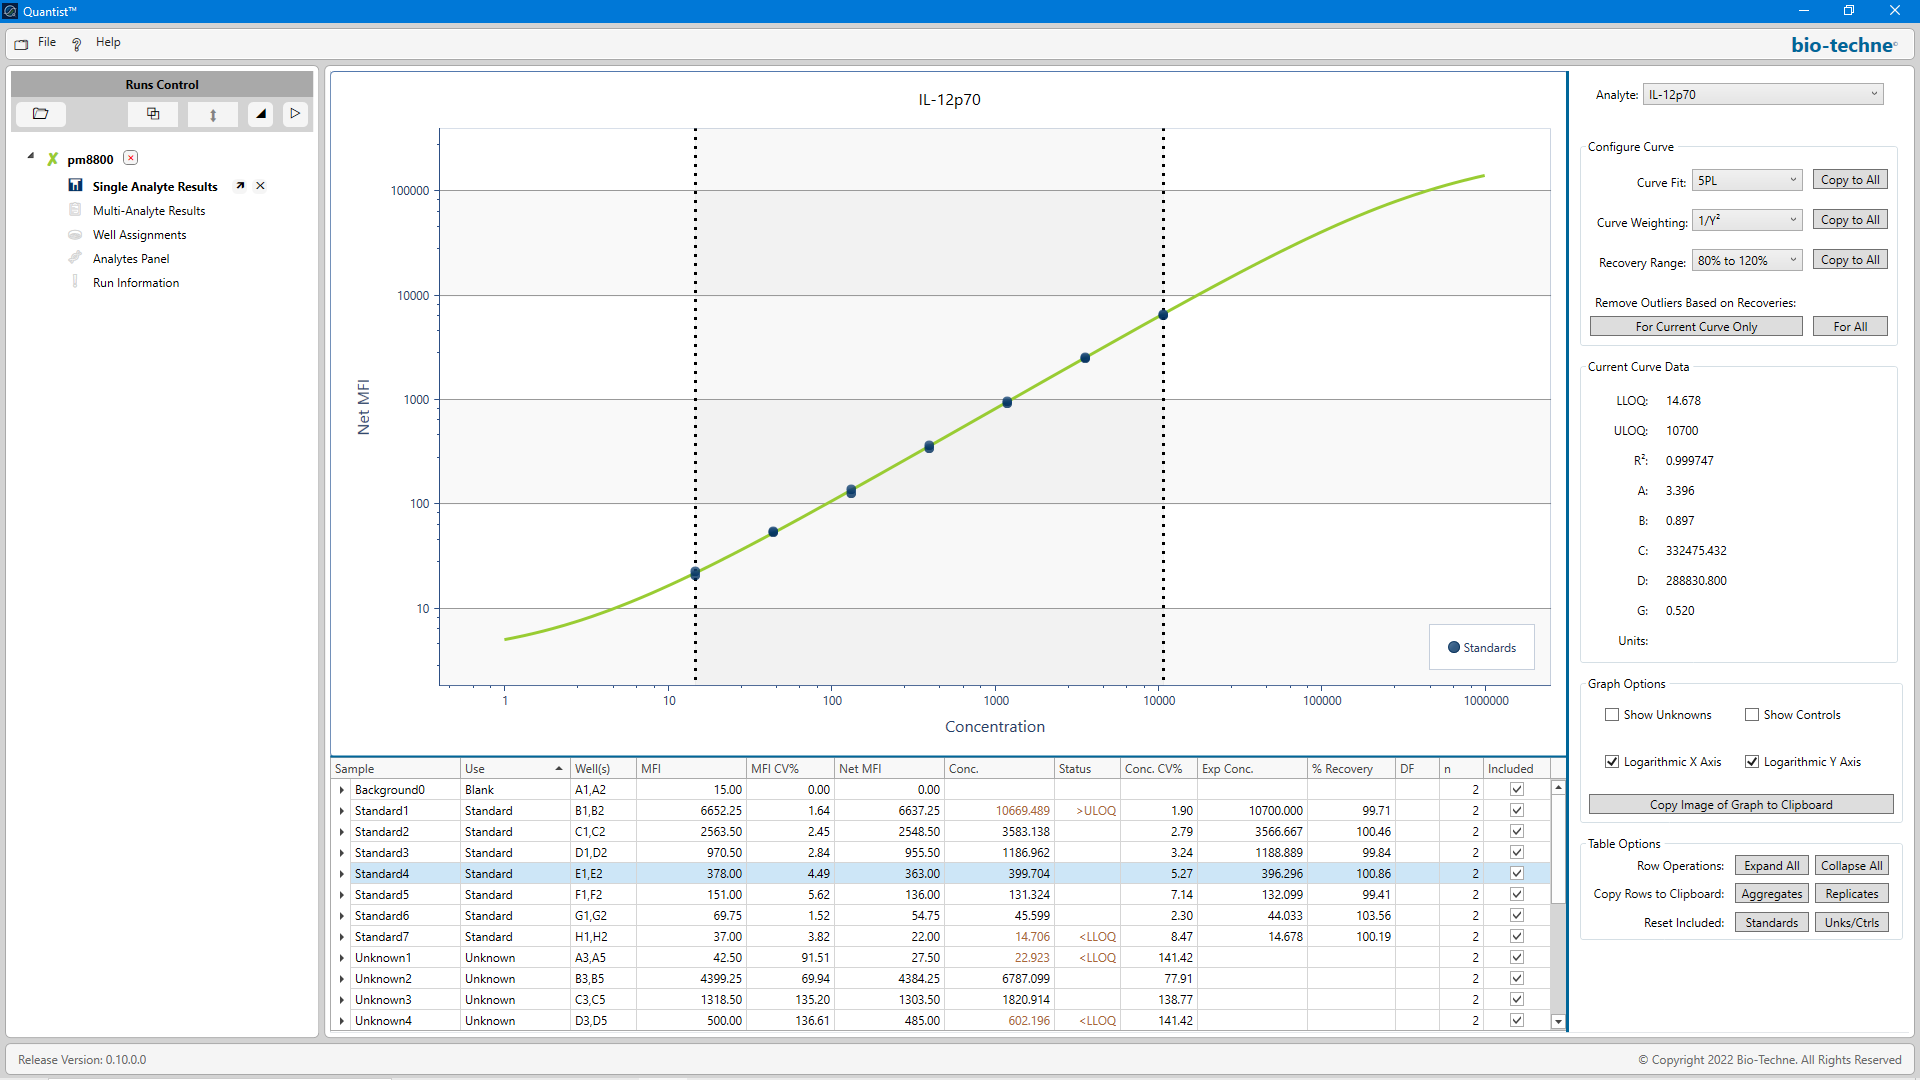 Quantist™
File Help
bio-techne
Runs Control
pm8800
Single Analyte Results
Multi-Analyte Results
Well Assignments
Analytes Panel
Run Information
IL-12p70
Net MFI
100000
10000
1000
100
10
1 10 100 1000 10000 100000 1000000
Concentration
Standards
Sample Use Well(s) MFI MFI CV% Net MFI Conc. Status Conc. CV% Exp Conc. % Recovery DF n Included
Background0 Blank A1,A2 15.00 0.00 0.00 2
Standard1 Standard B1,B2 6652.25 1.64 6637.25 10669.489 >ULOQ 1.90 10700.000 99.71 2
Standard2 Standard C1,C2 2563.50 2.45 2548.50 3583.138 2.79 3566.667 100.46 2
Standard3 Standard D1,D2 970.50 2.84 955.50 1186.962 3.24 1188.889 99.84 2
Standard4 Standard E1,E2 378.00 4.49 363.00 399.704 5.27 396.296 100.86 2
Standard5 Standard F1,F2 151.00 5.62 136.00 131.324 7.14 132.099 99.41 2
Standard6 Standard G1,G2 69.75 1.52 54.75 45.599 2.30 44.033 103.56 2
Standard7 Standard H1,H2 37.00 3.82 22.00 14.706 <LLOQ 8.47 14.678 100.19 2
Unknown1 Unknown A3,A5 42.50 91.51 27.50 22.923 <LLOQ 141.42 2
Unknown2 Unknown B3,B5 4399.25 69.94 4384.25 6787.099 77.91 2
Unknown3 Unknown C3,C5 1318.50 135.20 1303.50 1820.914 138.77 2
Unknown4 Unknown D3,D5 500.00 136.61 485.00 602.196 <LLOQ 141.42 2
Analyte: IL-12p70
Configure Curve
Curve Fit: 5PL Copy to All
Curve Weighting: 1/Y² Copy to All
Recovery Range: 80% to 120% Copy to All
Remove Outliers Based on Recoveries:
For Current Curve Only For All
Current Curve Data
LLOQ: 14.678
ULOQ: 10700
R²: 0.999747
A: 3.396
B: 0.897
C: 332475.432
D: 288830.800
G: 0.520
Units:
Graph Options
Show Unknowns Show Controls
Logarithmic X Axis Logarithmic Y Axis
Copy Image of Graph to Clipboard
Table Options
Row Operations: Expand All Collapse All
Copy Rows to Clipboard: Aggregates Replicates
Reset Included: Standards Unks/Ctrls
Release Version: 0.10.0.0
© Copyright 2022 Bio-Techne. All Rights Reserved